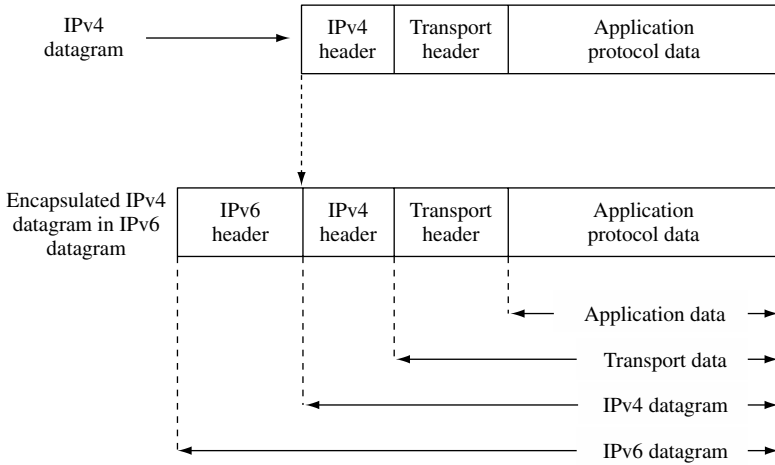 IPv4
datagram
IPv4
header
Transport
header
Application
protocol data
Encapsulated IPv4
datagram in IPv6
datagram
IPv6
header
IPv4
header
Transport
header
Application
protocol data
Application data
Transport data
IPv4 datagram
IPv6 datagram